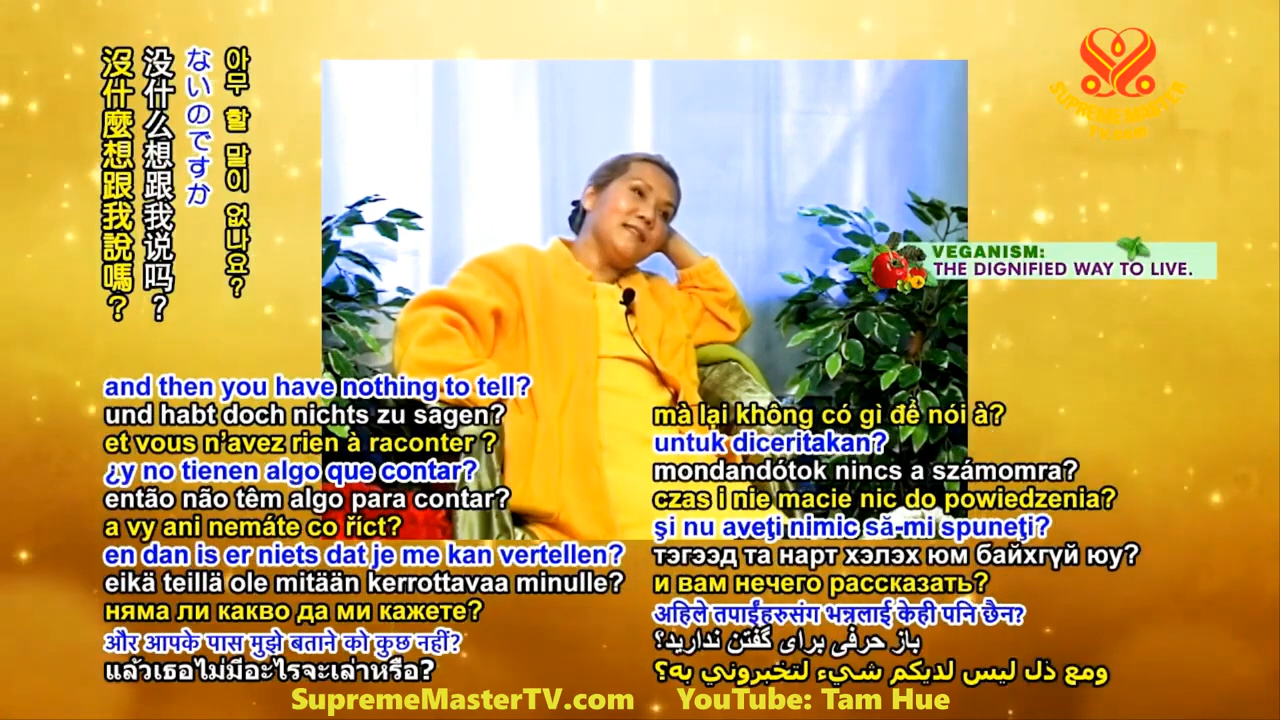 아무 할 말이 없나요?
ないのですか
没什么想跟我说吗？
沒什麼想跟我說嗎？
SUPREME MASTER
TV.com
VEGANISM:
THE DIGNIFIED WAY TO LIVE.
and then you have nothing to tell?
und habt doch nichts zu sagen?
et vous n'avez rien à raconter ?
¿y no tienen algo que contar?
então não têm algo para contar?
a vy ani nemáte co říct?
en dan is er niets dat je me kan vertellen?
eikä teillä ole mitään kerrottavaa minulle?
няма ли какво да ми кажете?
और आपके पास मुझे बताने को कुछ नहीं?
แล้วเธอไม่มีอะไรจะเล่าหรือ?
mà lại không có gì để nói à?
untuk diceritakan?
mondandótok nincs a számomra?
czas i nie macie nic do powiedzenia?
şi nu aveţi nimic să-mi spuneţi?
тэгээд та нарт хэлэх юм байхгүй юу?
и вам нечего рассказать?
अहिले तपाईंहरुसंग भन्नलाई केही पनि छैन?
باز حرفی برای گفتن ندارید؟
ومع ذل ليس لديكم شيء لتخبروني به؟
SupremeMasterTV.com
YouTube: Tam Hue